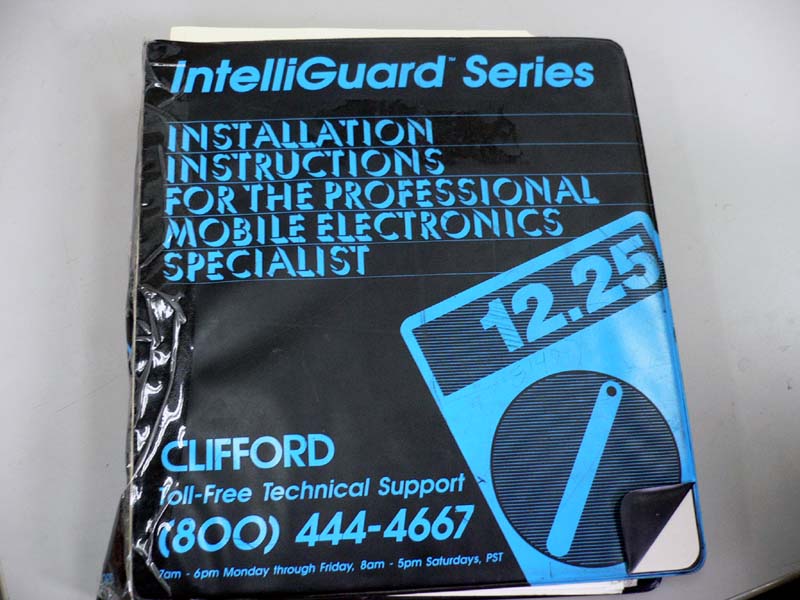 IntelliGuard™ Series
INSTALLATION
INSTRUCTIONS
FOR THE PROFESSIONAL
MOBILE ELECTRONICS
SPECIALIST
12.25
CLIFFORD
Toll-Free Technical Support
(800) 444-4667
7am - 6pm Monday through Friday, 8am - 5pm Saturdays, PST